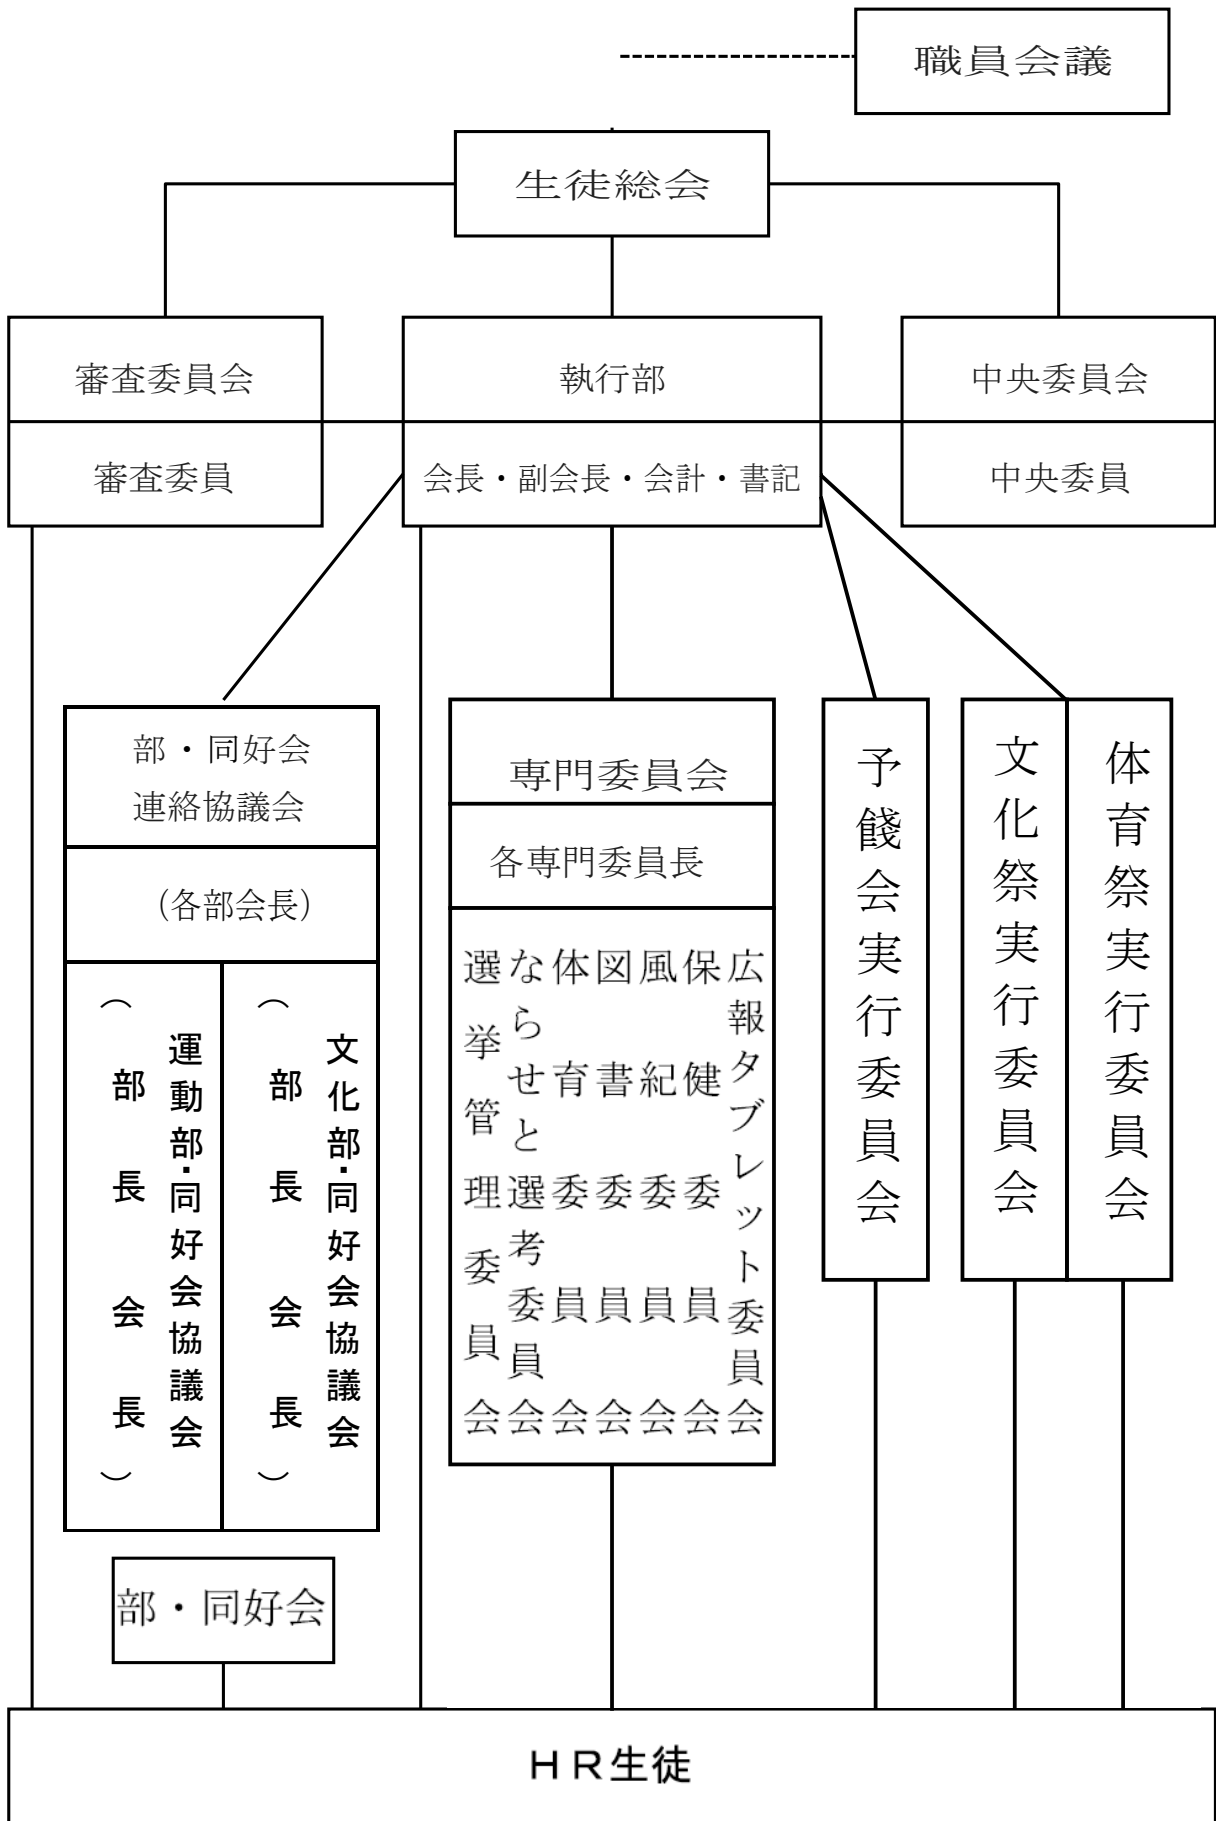 職員会議
生徒総会
審査委員会
執行部
中央委員会
審査委員
会長・副会長・会計・書記
中央委員
部・同好会
連絡協議会
(各部会長)
文化部・同好会協議会
(部長会長)
運動部・同好会協議会
(部長会長)
部・同好会
専門委員会
各専門委員長
広報タブレット委員会
保健委員会
風紀委員会
図書委員会
体育委員会
ならせと選考委員会
選挙管理委員会
予餞会実行委員会
文化祭実行委員会
体育祭実行委員会
ＨＲ生徒